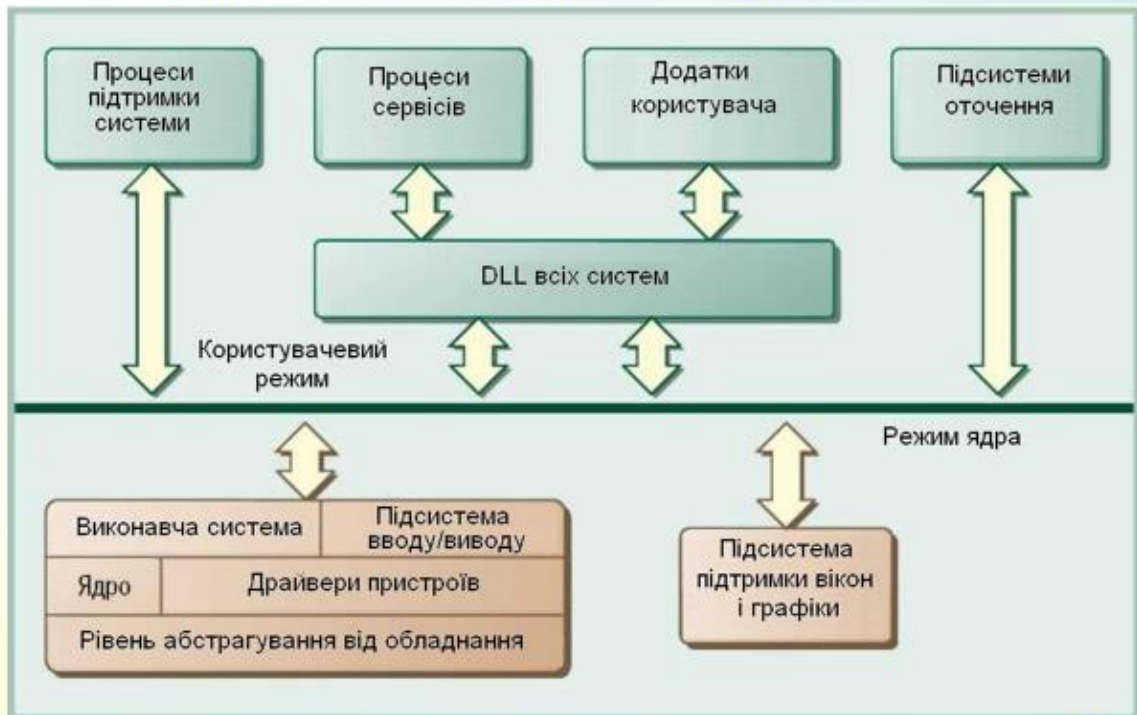 Процеси
підтримки
системи
Процеси
сервісів
Додатки
користувача
Підсистеми
оточення
DLL всіх систем
Користувачевий
режим
Режим ядра
Виконавча система
Підсистема
вводу/виводу
Ядро
Драйвери пристроїв
Рівень абстрагування від обладнання
Підсистема
підтримки вікон
і графіки